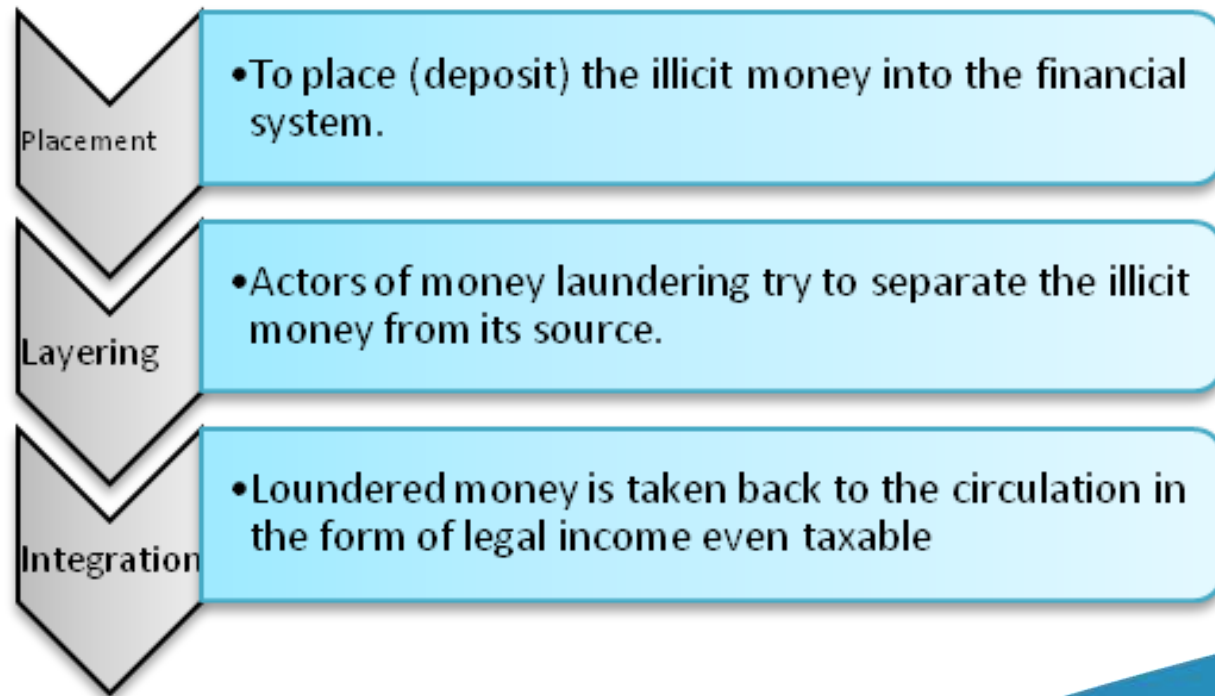 Placement
•To place (deposit) the illicit money into the financial
system.
Layering
•Actors of money laundering try to separate the illicit
money from its source.
Integration
•Loundered money is taken back to the circulation in
the form of legal income even taxable